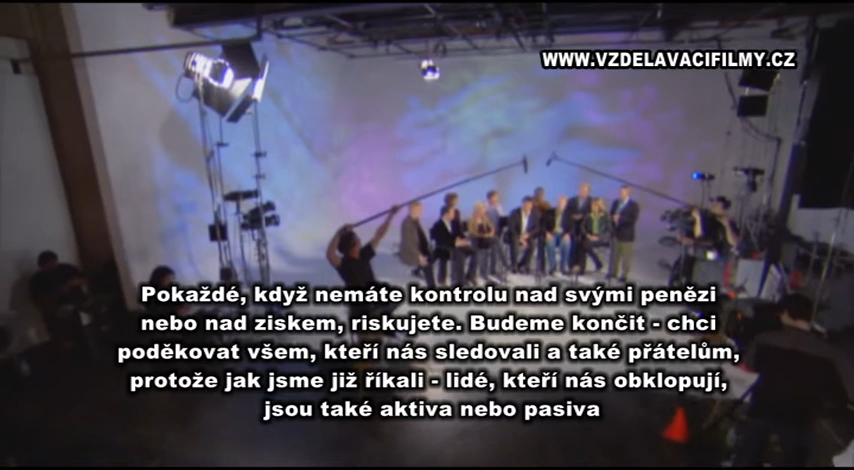 WWW.VZDELAVACIFILMY.CZ
Pokaždé, když nemáte kontrolu nad svými penězi
nebo nad ziskem, riskujete. Budeme končit - chci
poděkovat všem, kteří nás sledovali a také přátelům,
protože jak jsme již říkali - lidé, kteří nás obklopují,
jsou také aktiva nebo pasiva